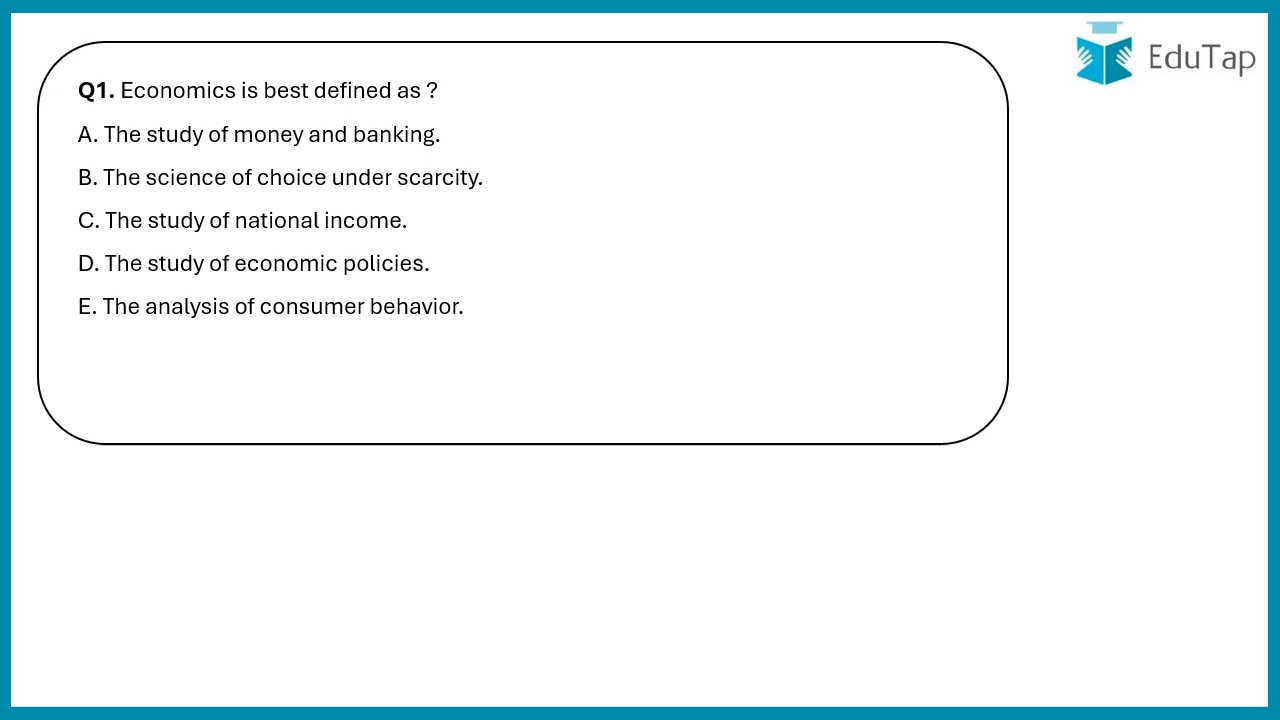 EduTap
Q1. Economics is best defined as ?
A. The study of money and banking.
B. The science of choice under scarcity.
C. The study of national income.
D. The study of economic policies.
E. The analysis of consumer behavior.